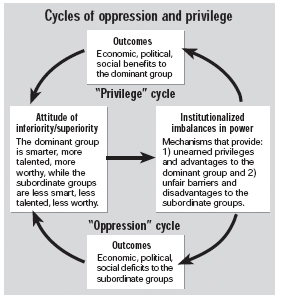 Cycles of oppression and privilege
Outcomes
Economic, political,
social benefits to
the dominant group
"Privilege" cycle
Attitude of
inferiority/superiority
The dominant group
is smarter, more
talented, more
worthy, while the
subordinate groups
are less smart, less
talented, less worthy.
Institutionalized
imbalances in power
Mechanisms that provide:
1) unearned privileges
and advantages to the
dominant group and 2)
unfair barriers and
disadvantages to the
subordinate groups.
"Oppression" cycle
Outcomes
Economic, political,
social deficits to the
subordinate groups